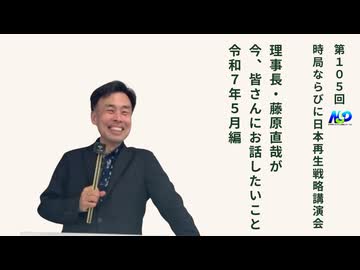 第１０５回
時局ならびに日本再生戦略講演会
理事長・藤原直哉が
今、皆さんにお話したいこと
令和７年５月編